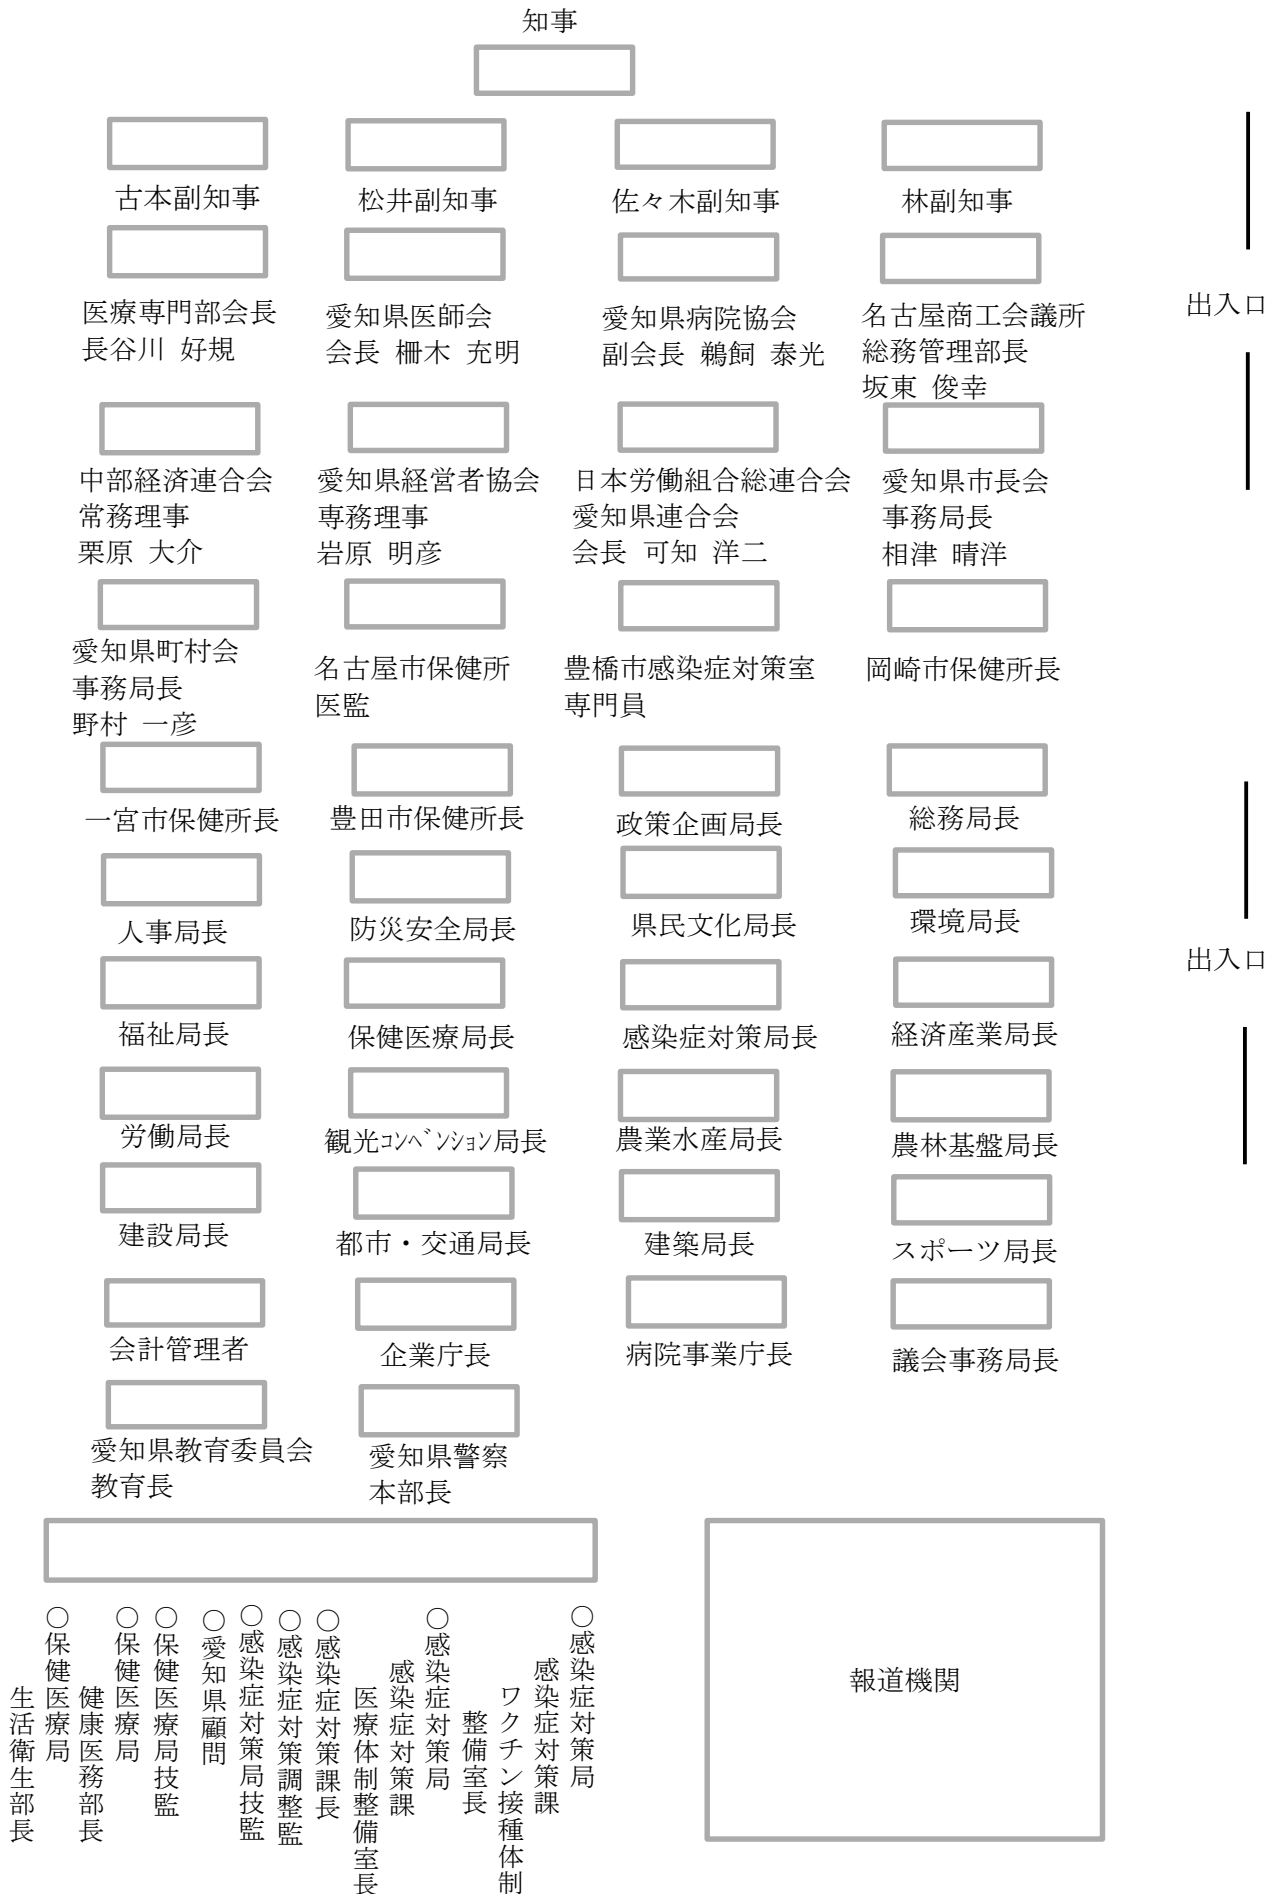 知事
古本副知事
松井副知事
佐々木副知事
林副知事
医療専門部会長
長谷川 好規
愛知県医師会
会長 柵木 充明
愛知県病院協会
副会長 鵜飼 泰光
名古屋商工会議所
総務管理部長
坂東 俊幸
出入口
中部経済連合会
常務理事
栗原 大介
愛知県経営者協会
専務理事
岩原 明彦
日本労働組合総連合会
愛知県連合会
会長 可知 洋二
愛知県市長会
事務局長
相津 晴洋
愛知県町村会
事務局長
野村 一彦
名古屋市保健所
医監
豊橋市感染症対策室
専門員
岡崎市保健所長
一宮市保健所長
豊田市保健所長
政策企画局長
総務局長
人事局長
防災安全局長
県民文化局長
環境局長
出入口
福祉局長
保健医療局長
感染症対策局長
経済産業局長
労働局長
観光ｺﾝﾍﾞﾝｼｮﾝ局長
農業水産局長
農林基盤局長
建設局長
都市・交通局長
建築局長
スポーツ局長
会計管理者
企業庁長
病院事業庁長
議会事務局長
愛知県教育委員会
教育長
愛知県警察
本部長
○感染症対策局
感染症対策課
ワクチン接種体制
整備室長
○感染症対策局
感染症対策課
医療体制整備室長
○感染症対策課長
○感染症対策調整監
○感染症対策局技監
○愛知県顧問
○保健医療局技監
○保健医療局
健康医務部長
○保健医療局
生活衛生部長
報道機関